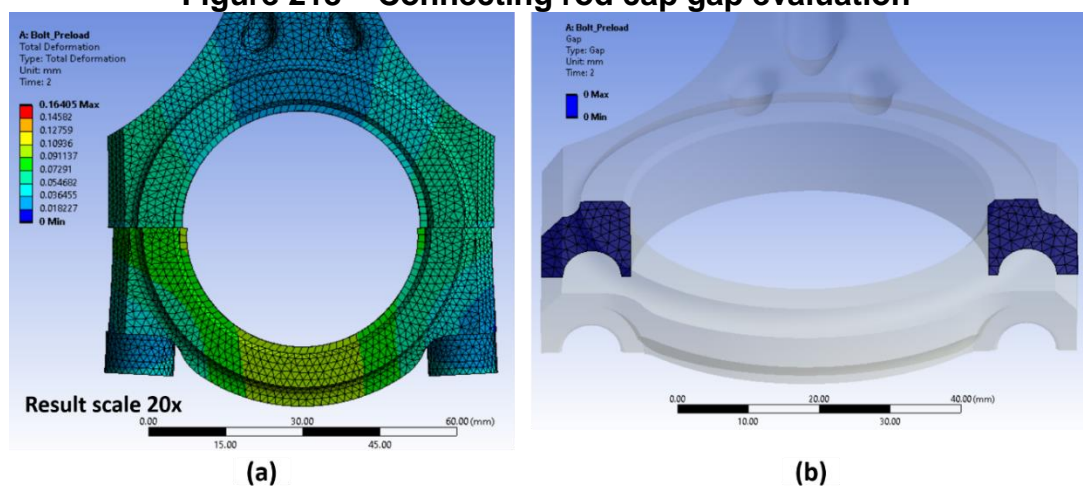 A: Bolt_Preload
Total Deformation
Type: Total Deformation
Unit: mm
Time: 2
0.16405 Max
0.14582
0.12759
0.10936
0.091137
0.07291
0.054682
0.036455
0.018227
0 Min
Result scale 20x
0.00
30.00
60.00 (mm)
15.00
45.00
(a)
A: Bolt_Preload
Gap
Type: Gap
Unit: mm
Time: 2
0 Max
0 Min
0.00
20.00
40.00 (mm)
10.00
30.00
(b)